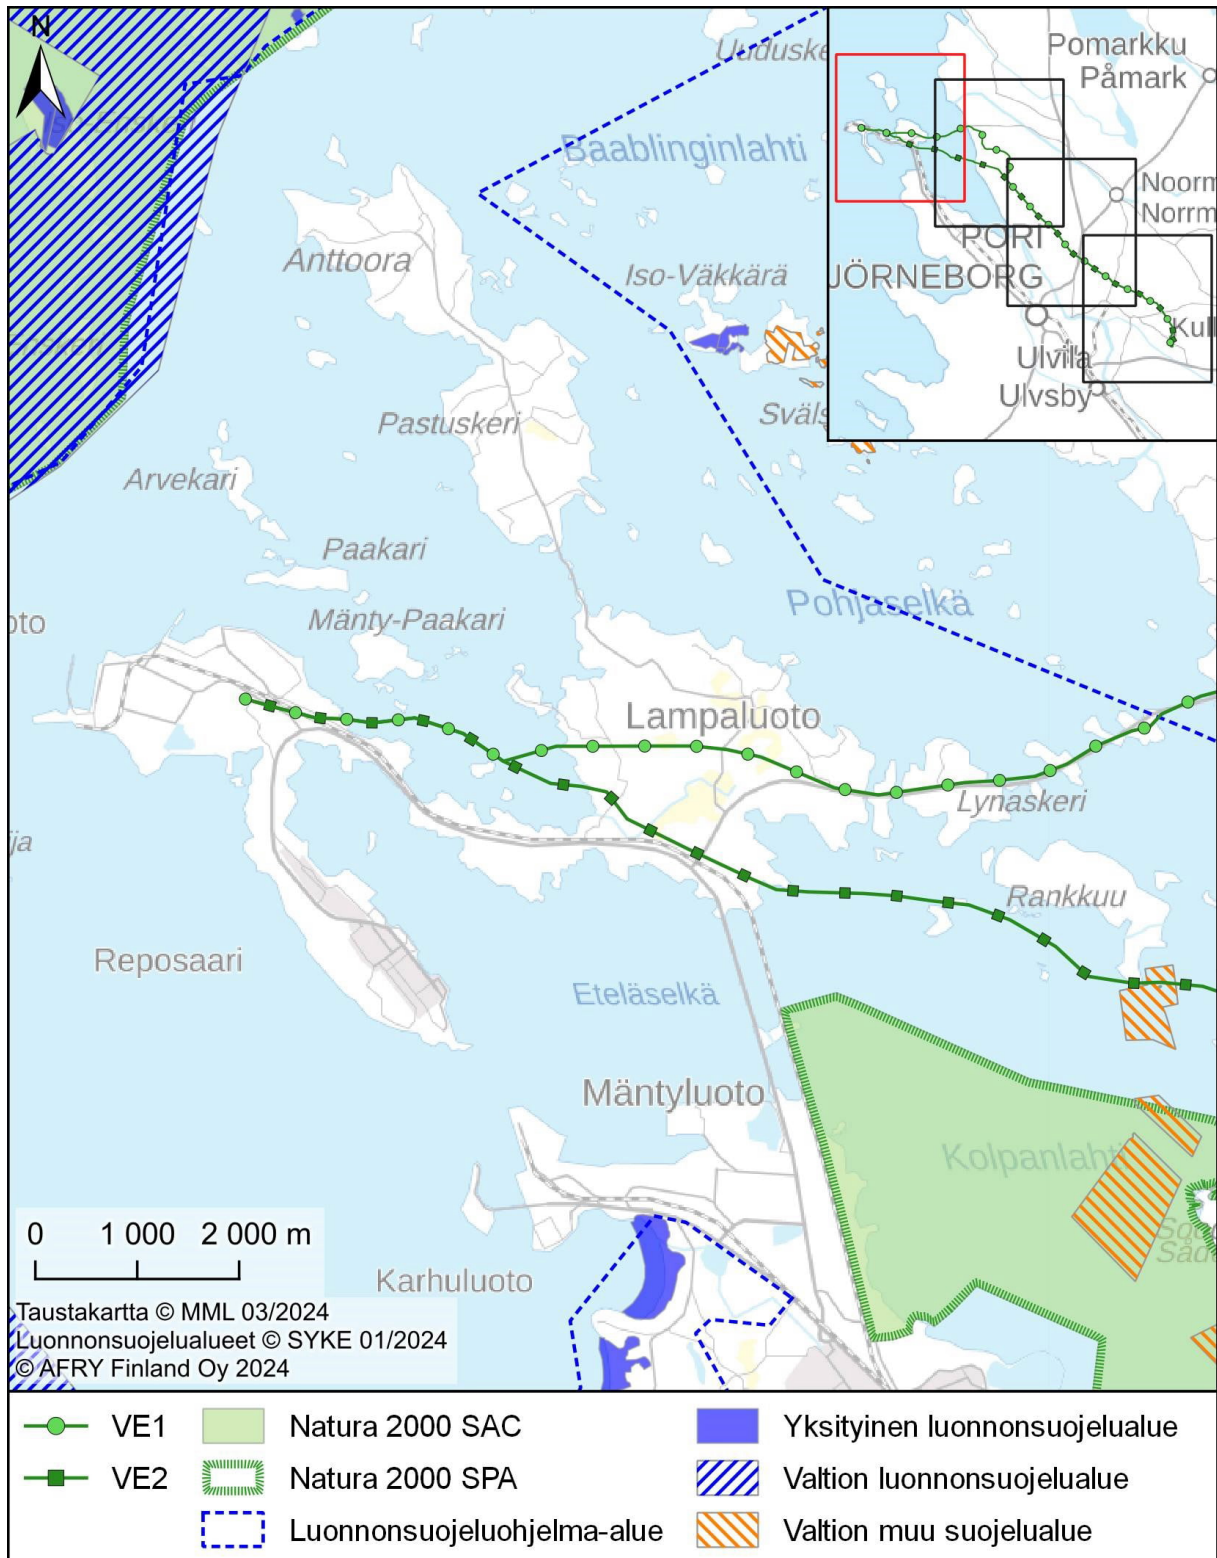 N
Uuduske
Pomarkku
Påmark
Baablinginlahti
Noorm
Norrm
Anttoora
Iso-Väkkärä
PORI
JÖRNEBORG
Kull
Ulvila
Ulvsby
Pastuskeri
Sväls
Arvekari
Paakari
Mänty-Paakari
Pohjaselkä
oto
Lampaluoto
Lynaskeri
ija
Rankkuu
Reposaari
Eteläselkä
Mäntyluoto
Kolpanlahti
0 1 000 2 000 m
Karhuluoto
Taustakartta © MML 03/2024
Luonnonsuojelualueet © SYKE 01/2024
© AFRY Finland Oy 2024
VE1
Natura 2000 SAC
Yksityinen luonnonsuojelualue
VE2
Natura 2000 SPA
Valtion luonnonsuojelualue
Luonnonsuojeluohjelma-alue
Valtion muu suojelualue